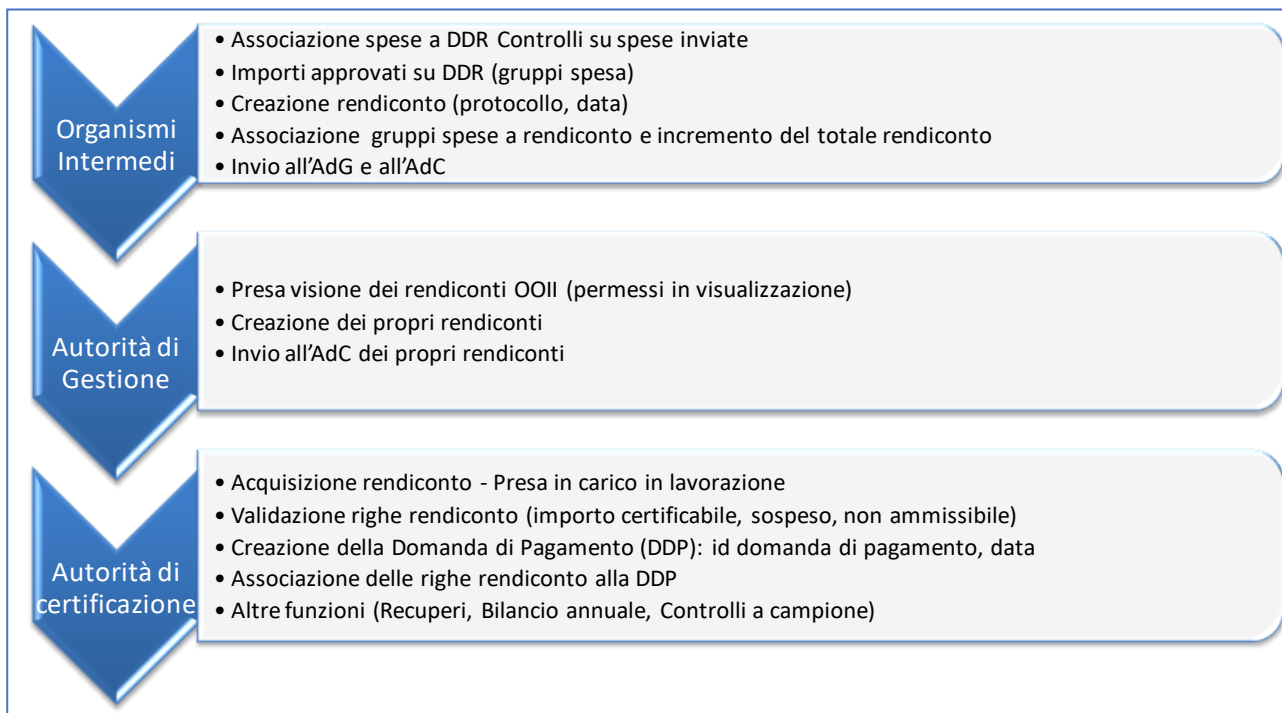 Organismi
Intermedi
• Associazione spese a DDR Controlli su spese inviate
• Importi approvati su DDR (gruppi spesa)
• Creazione rendiconto (protocollo, data)
• Associazione gruppi spese a rendiconto e incremento del totale rendiconto
• Invio all’AdG e all’AdC
Autorità di
Gestione
• Presa visione dei rendiconti OOII (permessi in visualizzazione)
• Creazione dei propri rendiconti
• Invio all’AdC dei propri rendiconti
Autorità di
certificazione
• Acquisizione rendiconto - Presa in carico in lavorazione
• Validazione righe rendiconto (importo certificabile, sospeso, non ammissibile)
• Creazione della Domanda di Pagamento (DDP): id domanda di pagamento, data
• Associazione delle righe rendiconto alla DDP
• Altre funzioni (Recuperi, Bilancio annuale, Controlli a campione)